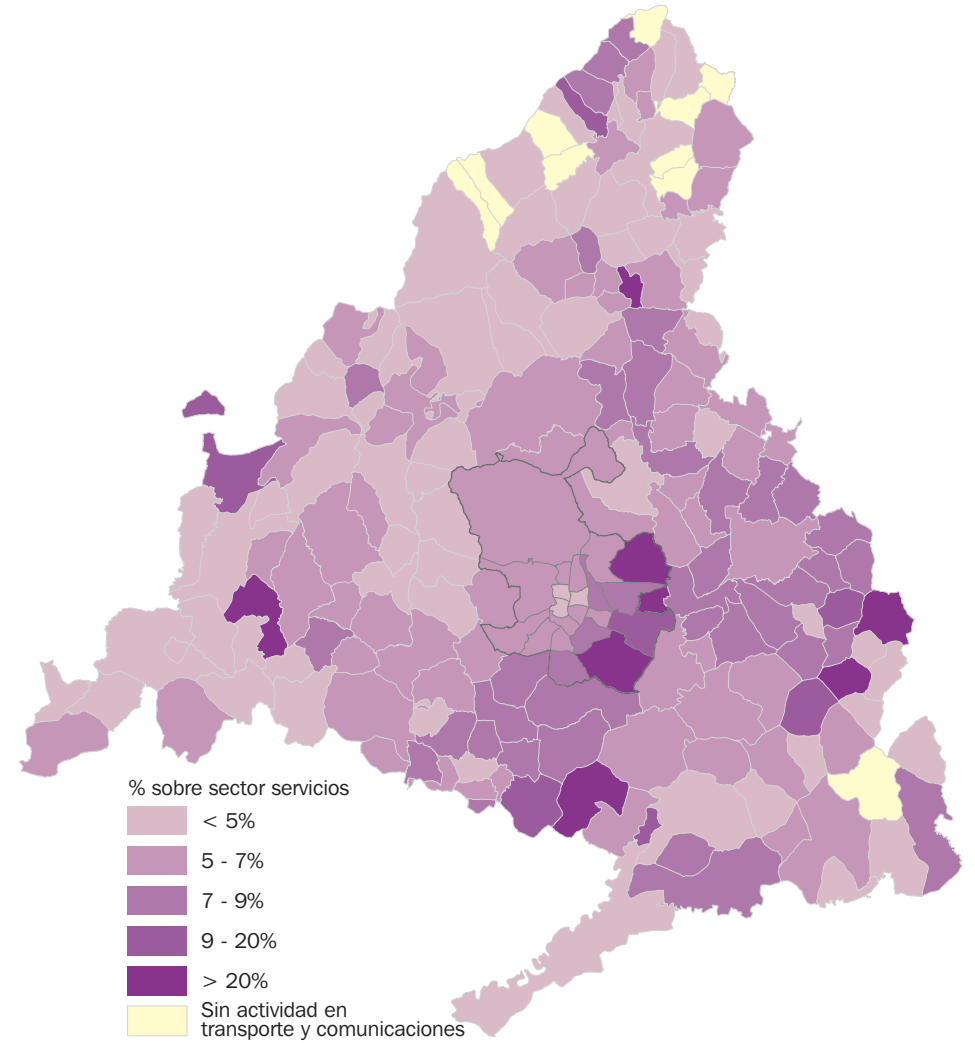 % sobre sector servicios
< 5%
5 - 7%
7 - 9%
9 - 20%
> 20%
Sin actividad en
transporte y comunicaciones